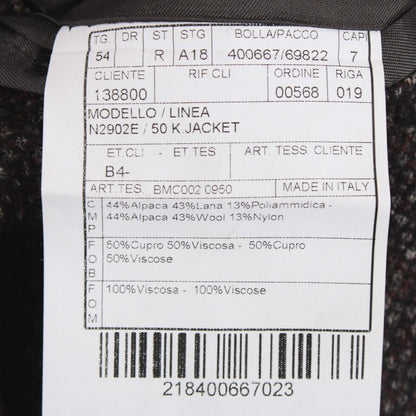 TG. DR ST STG BOLLA/PACCO CAP
54 R A18 400667/69822 7
CLIENTE RIF CLI. ORDINE RIGA
138800 00568 019
MODELLO / LINEA
N2902E / 50 K.JACKET
ET.CLI - ET TES ART. TESS CLIENTE
B4-
ART.TES. BMC002 0950 MADE IN ITALY
CMP 44%Alpaca 43%Lana 13%Poliammidica -
44%Alpaca 43%Wool 13%Nylon
FOB 50%Cupro 50%Viscosa - 50%Cupro
50%Viscose
FOM 100%Viscosa - 100%Viscose
218400667023